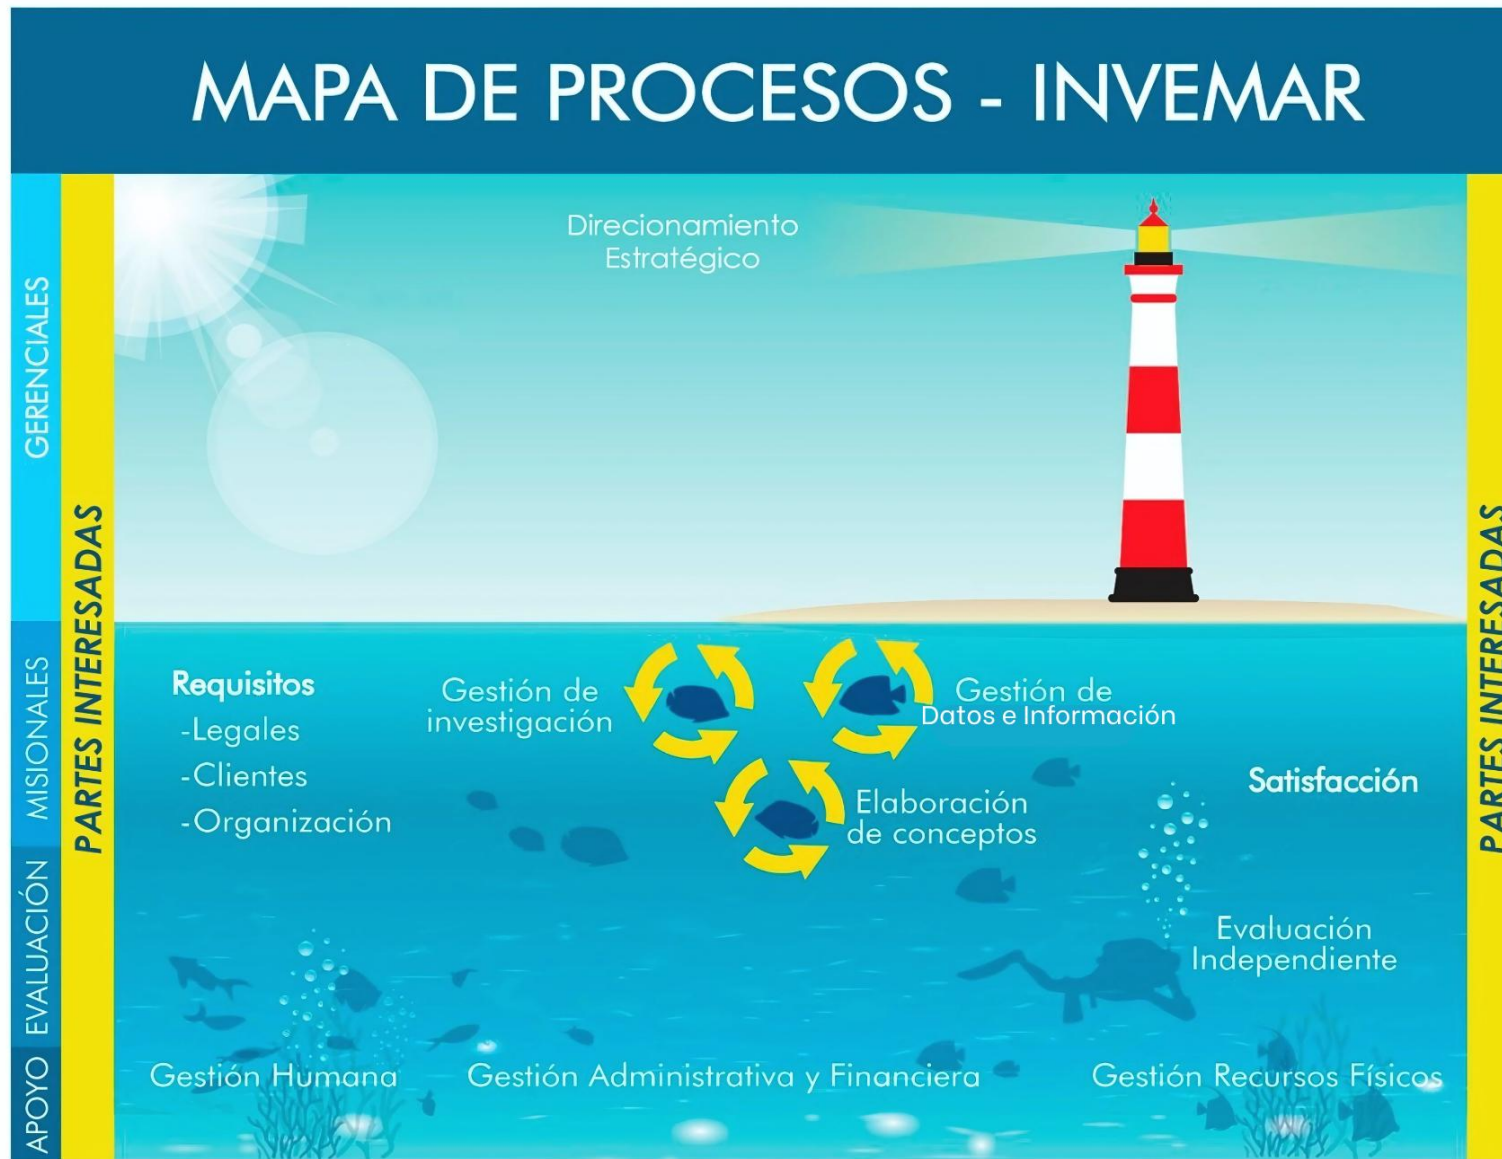 MAPA DE PROCESOS - INVEMAR
GERENCIALES
MISIONALES
EVALUACIÓN
APOYO
PARTES INTERESADAS
Direcionamiento
Estratégico
Requisitos
-Legales
-Clientes
-Organización
Gestión de
investigación
Gestión de
Datos e Información
Elaboración
de conceptos
Satisfacción
Evaluación
Independiente
Gestión Humana
Gestión Administrativa y Financiera
Gestión Recursos Físicos
PARTES INTERESADAS